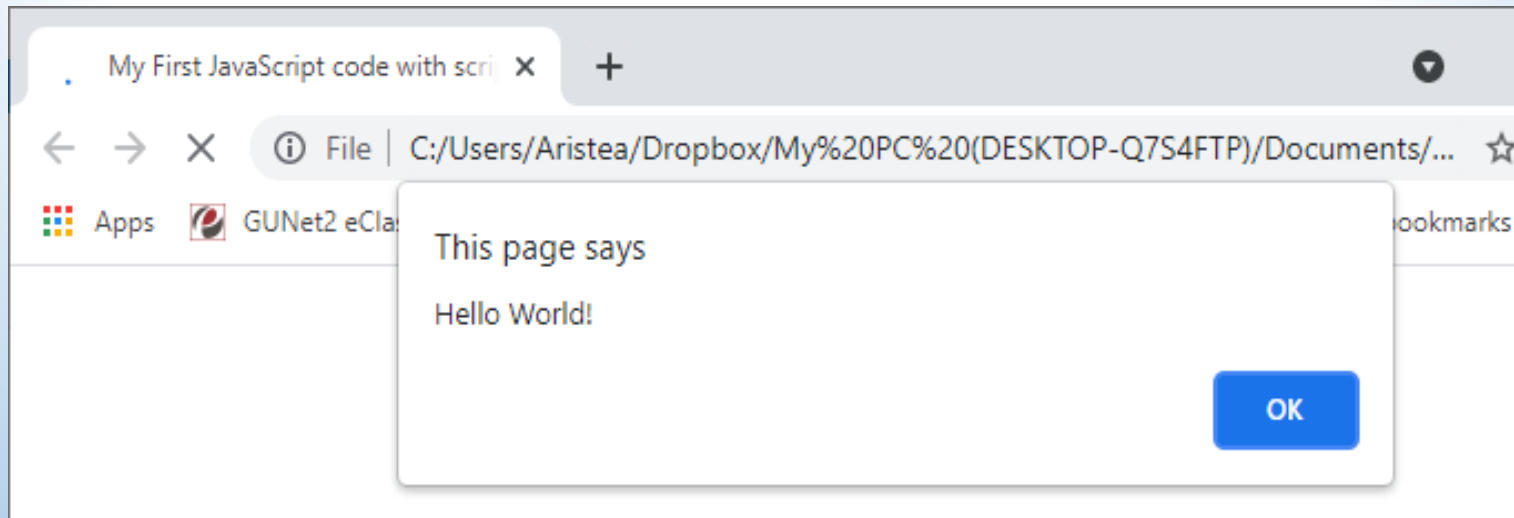 My First JavaScript code with scri
File C:/Users/Aristea/Dropbox/My%20PC%20(DESKTOP-Q7S4FTP)/Documents/...
Apps GUNet2 eClas ookmarks
This page says
Hello World!
OK